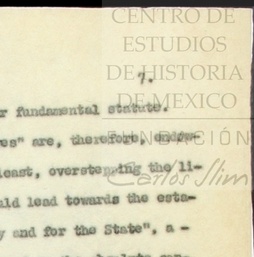 CENTRO DE
ESTUDIOS
DE HISTORIA
DE MEXICO
FUNDACIÓN
Carlos Slim
7.
r fundamental statute.
es" are, therefore, endow-
least, overstepping the li-
uld lead towards the esta-
y and for the State", a -